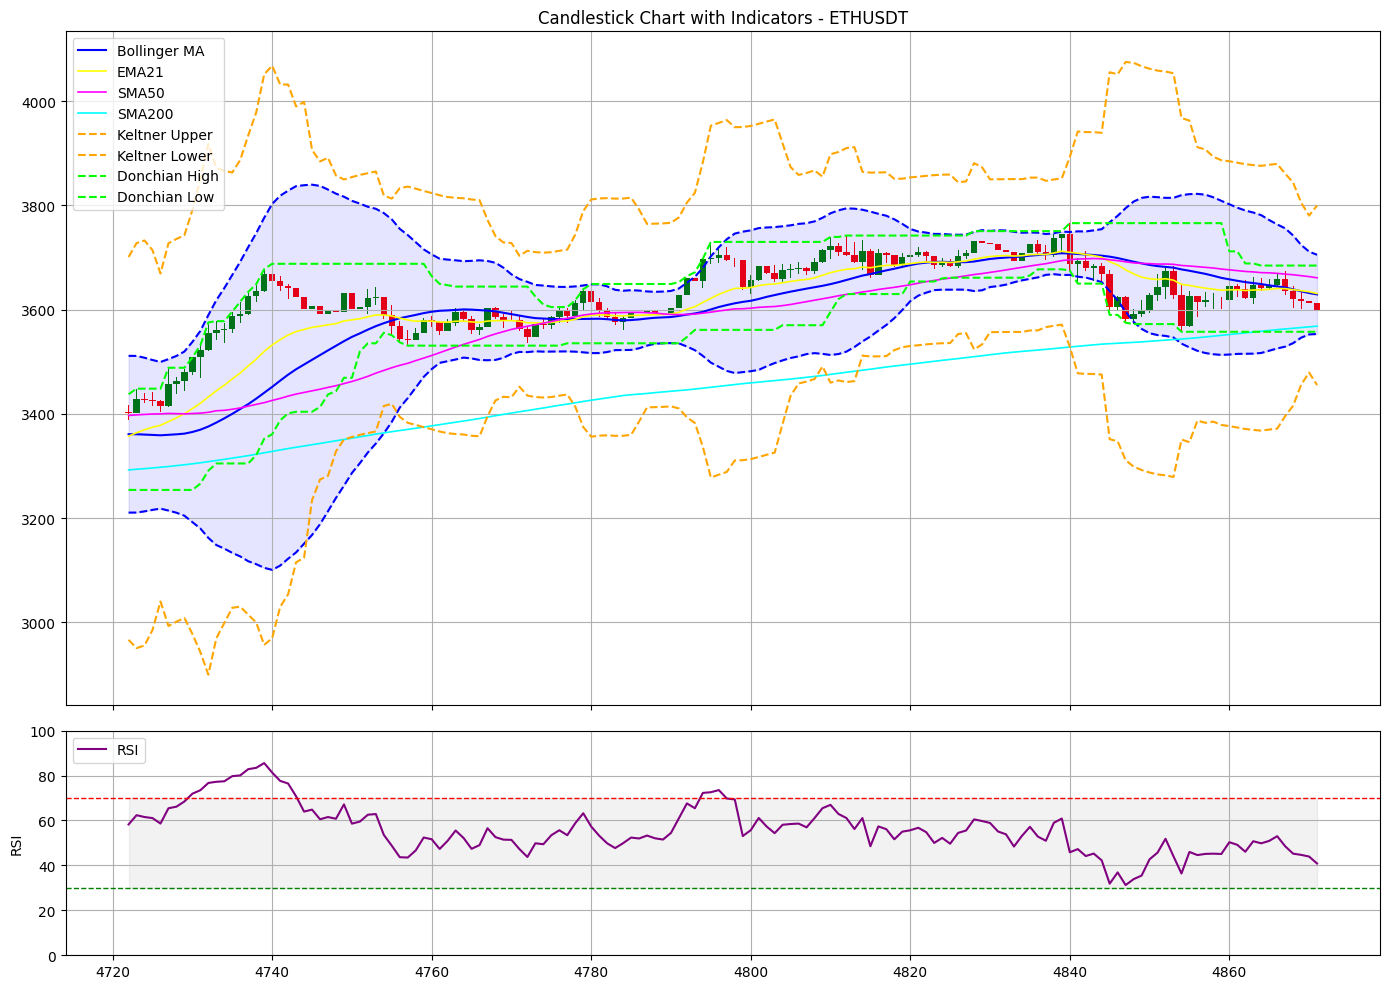 Candlestick Chart with Indicators - ETHUSDT
Bollinger MA
EMA21
SMA50
SMA200
Keltner Upper
Keltner Lower
Donchian High
Donchian Low
4000
3800
3600
3400
3200
3000
RSI
100
80
60
40
20
0
RSI
4720
4740
4760
4780
4800
4820
4840
4860